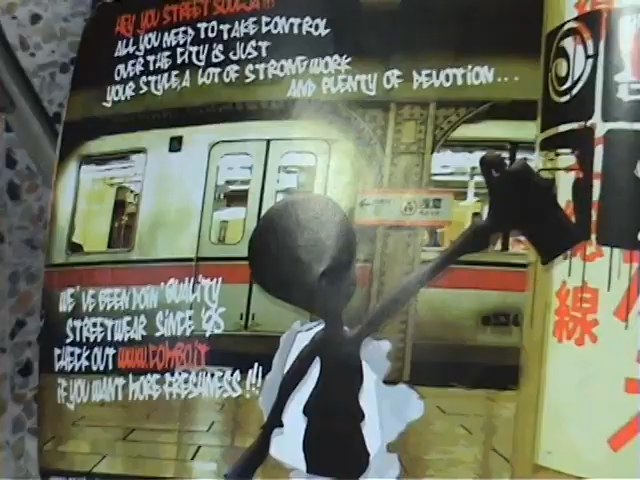 HEY YOU STREET SOULJA!!!
ALL YOU NEED TO TAKE CONTROL
OVER THE CITY IS JUST
YOUR STYLE, A LOT OF STRONG WORK
AND PLENTY OF DEVOTION...
WE'VE BEEN DOIN' QUALITY
STREETWEAR SINCE '95
CHECK OUT
IF YOU WANT MORE FRESHNESS !!!
線